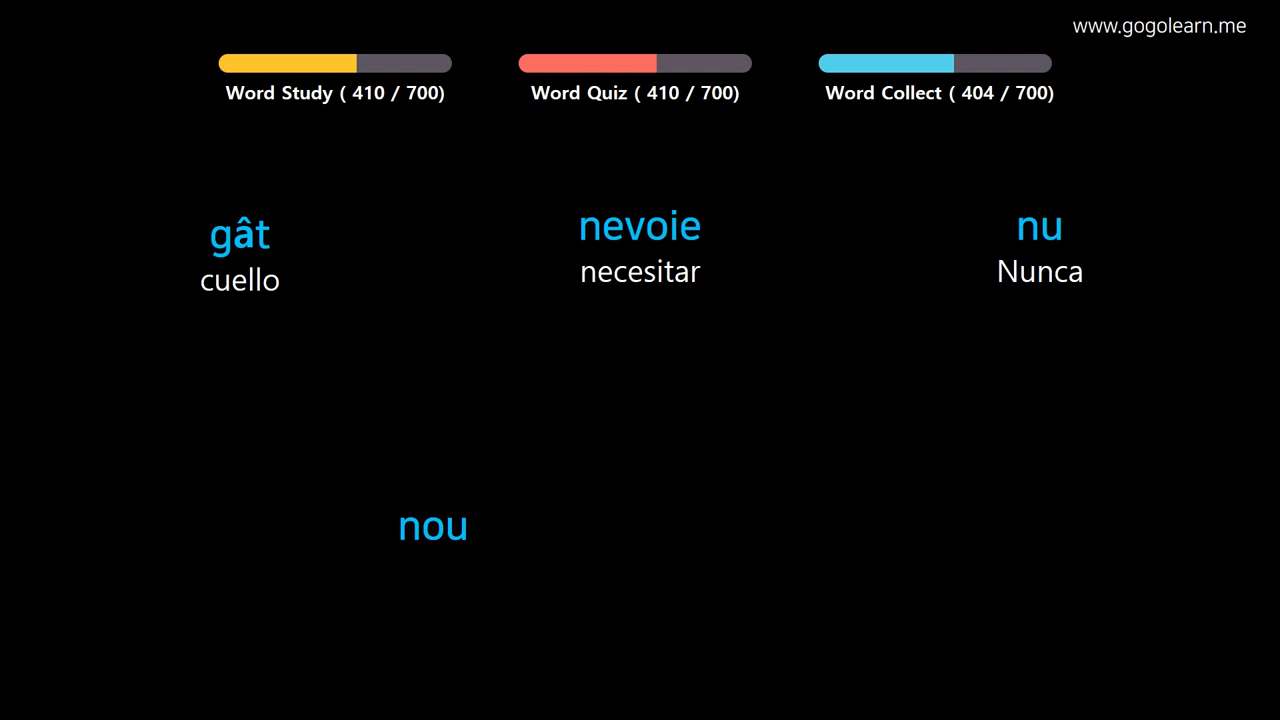 www.gogolearn.me
Word Study ( 410 / 700)
Word Quiz ( 410 / 700)
Word Collect ( 404 / 700)
gât
cuello
nevoie
necesitar
nu
Nunca
nou